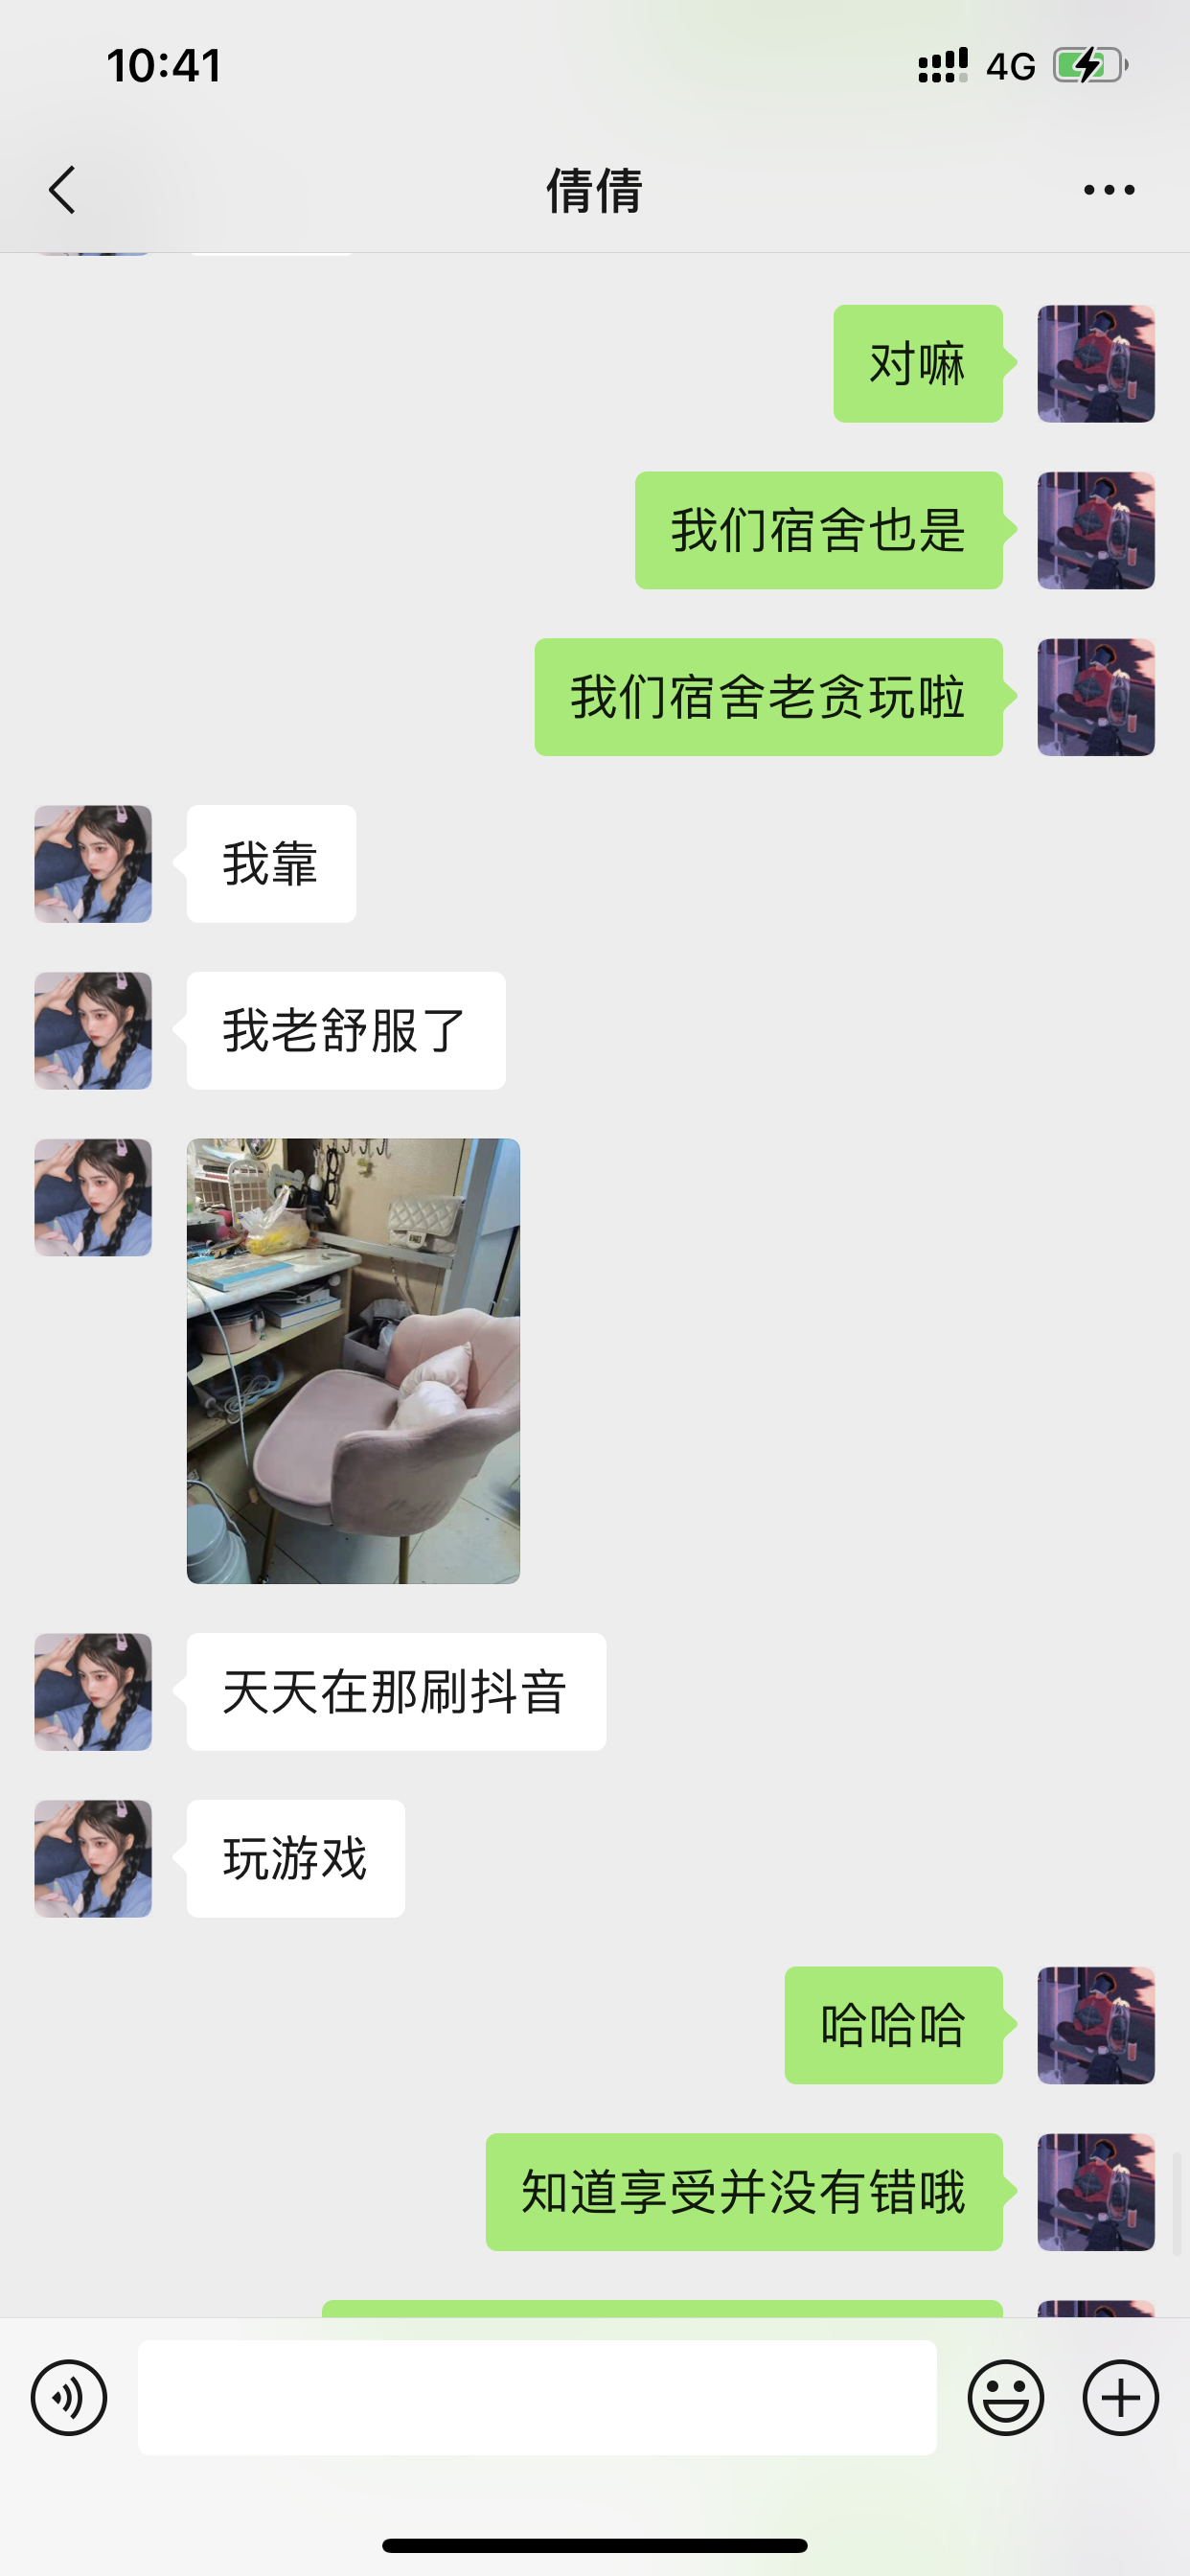 10:41
4G
倩倩
对嘛
我们宿舍也是
我们宿舍老贪玩啦
我靠
我老舒服了
天天在那刷抖音
玩游戏
哈哈哈
知道享受并没有错哦